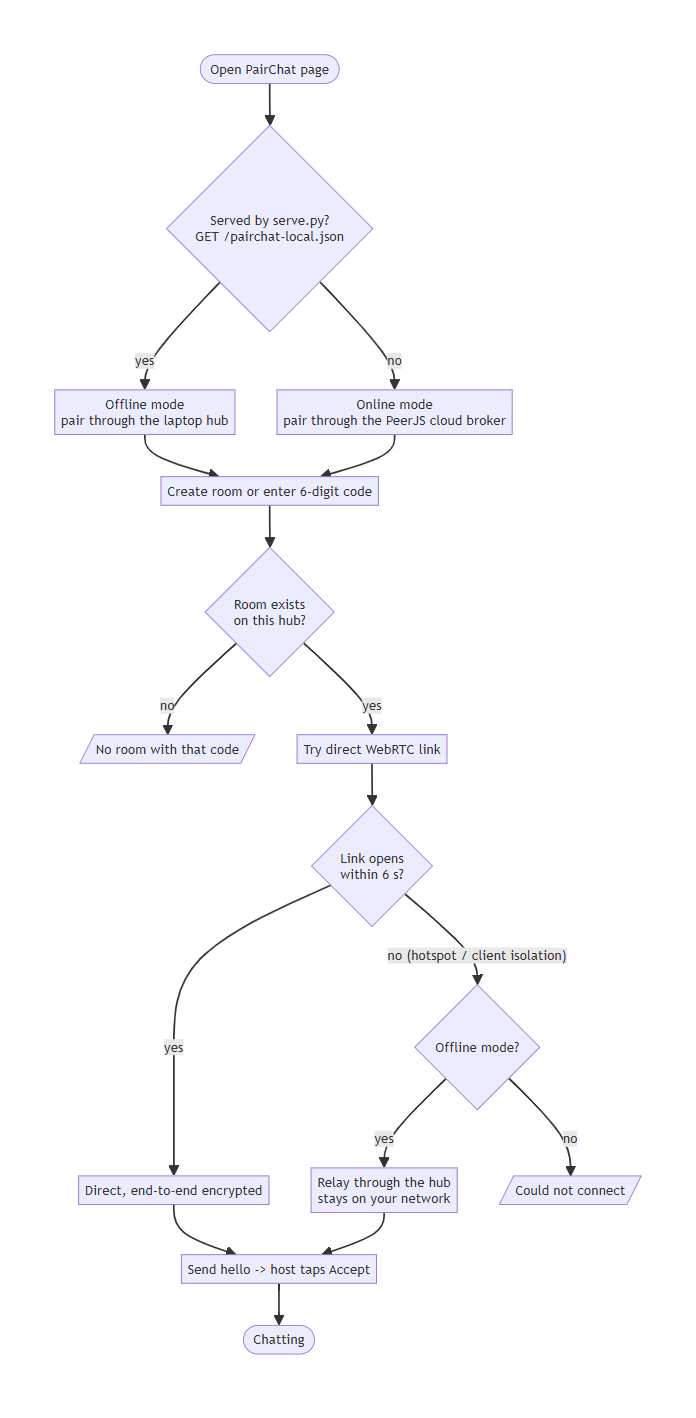 Open PairChat page
Served by serve.py?
GET /pairchat-local.json
yes
no
Offline mode
pair through the laptop hub
Online mode
pair through the PeerJS cloud broker
Create room or enter 6-digit code
Room exists
on this hub?
no
yes
No room with that code
Try direct WebRTC link
Link opens
within 6 s?
no (hotspot / client isolation)
yes
Offline mode?
yes
no
Direct, end-to-end encrypted
Relay through the hub
stays on your network
Could not connect
Send hello -> host taps Accept
Chatting